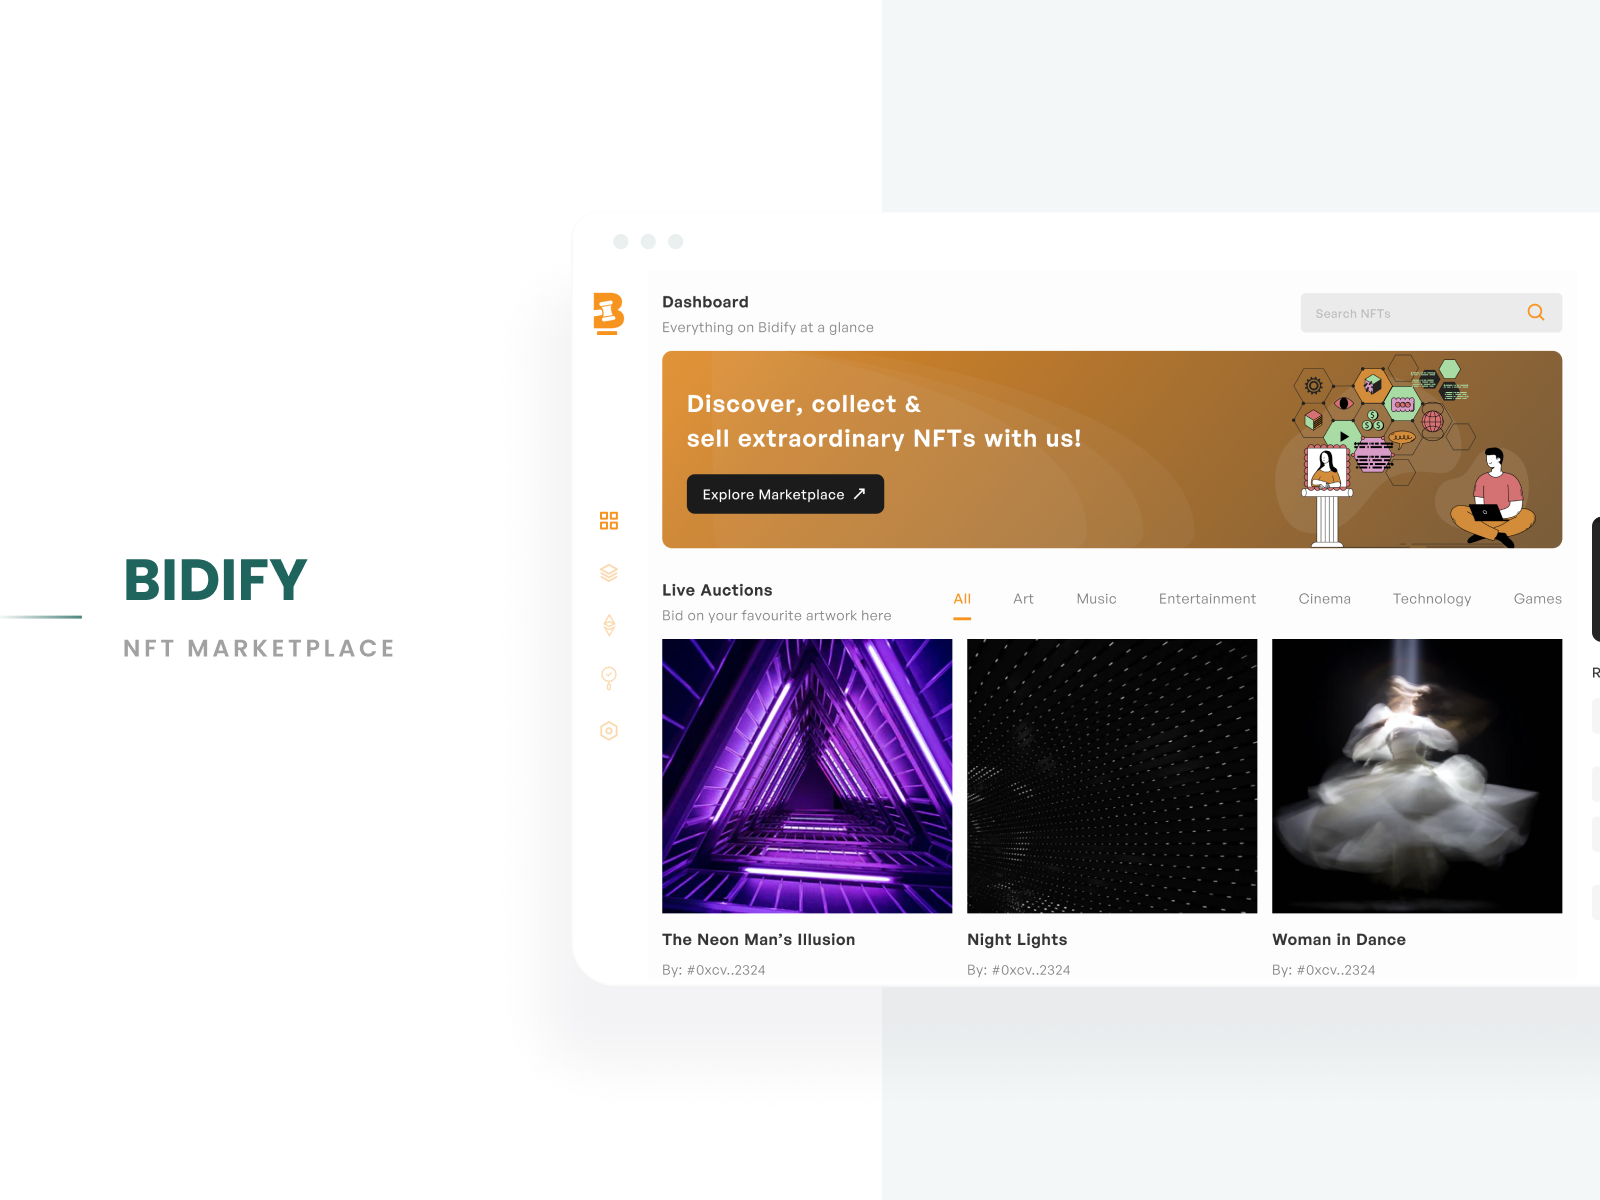 BIDIFY
NFT MARKETPLACE
Dashboard
Everything on Bidify at a glance
Search NFTs
Discover, collect &
sell extraordinary NFTs with us!
Explore Marketplace
Live Auctions
Bid on your favourite artwork here
All Art Music Entertainment Cinema Technology Games
The Neon Man’s Illusion
By: #0xcv..2324
Night Lights
By: #0xcv..2324
Woman in Dance
By: #0xcv..2324